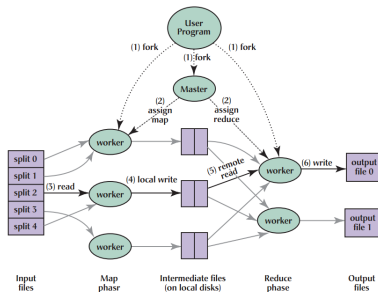 User
Program
(1) fork
(1) fork
(1) fork
Master
(2)
assign
map
(2)
assign
reduce
worker
split 0
split 1
split 2
split 3
split 4
(3) read
worker
(4) local write
(5) remote
read
worker
(6) write
output
file 0
worker
output
file 1
worker
Input
files
Map
phasr
Intermediate files
(on local disks)
Reduce
phase
Output
files